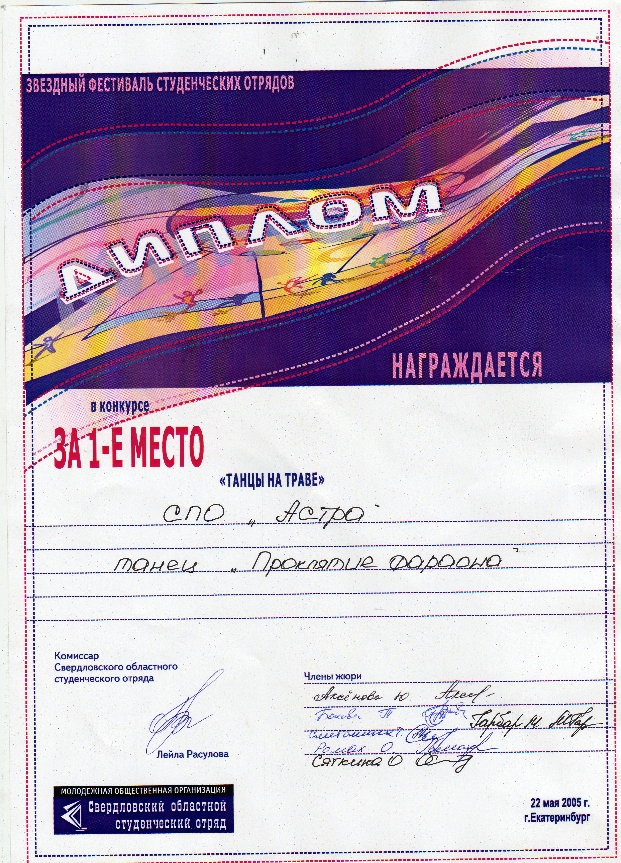 ЗВЕЗДНЫЙ ФЕСТИВАЛЬ СТУДЕНЧЕСКИХ ОТРЯДОВ
ДИПЛОМ
НАГРАЖДАЕТСЯ
в конкурсе
ЗА 1-Е МЕСТО
«ТАНЦЫ НА ТРАВЕ»
СПО „Астра"
танец „Проклятие фараона"
Комиссар
Свердловского областного
студенческого отряда
Лейла Расулова
Члены жюри
Аксёнова Ю
Гарбар М.
Ромах О.
Сяткина О
МОЛОДЕЖНАЯ ОБЩЕСТВЕННАЯ ОРГАНИЗАЦИЯ
Свердловский областной
студенческий отряд
22 мая 2005 г.
г.Екатеринбург